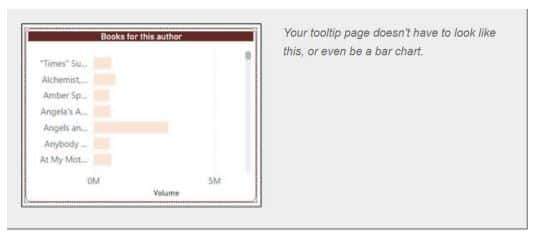 Books for this author
"Times" Su...
Alchemist,...
Amber Sp...
Angela's A...
Angels an...
Anybody ...
At My Mot...
0M
5M
Volume
Your tooltip page doesn't have to look like
this, or even be a bar chart.